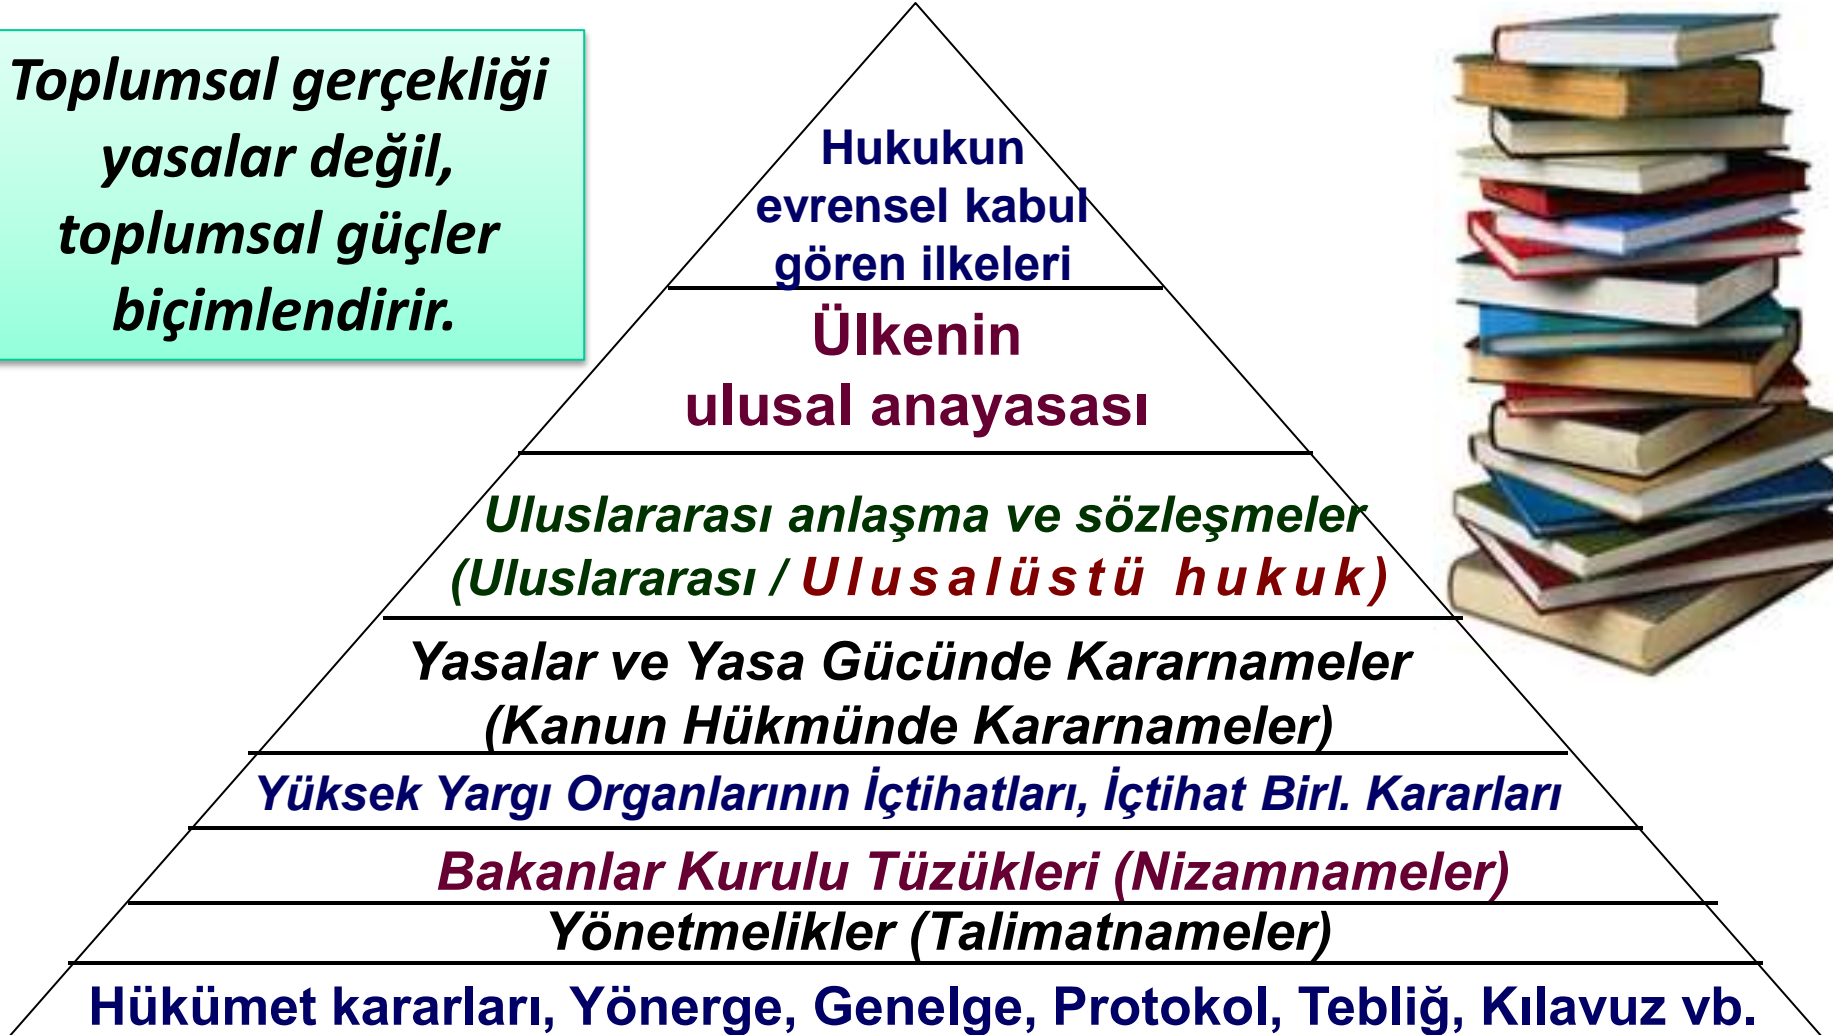 Toplumsal gerçekliği
yasalar değil,
toplumsal güçler
biçimlendirir.
Hukukun
evrensel kabul
gören ilkeleri
Ülkenin
ulusal anayasası
Uluslararası anlaşma ve sözleşmeler
(Uluslararası / Ulusalüstü hukuk)
Yasalar ve Yasa Gücünde Kararnameler
(Kanun Hükmünde Kararnameler)
Yüksek Yargı Organlarının İçtihatları, İçtihat Birl. Kararları
Bakanlar Kurulu Tüzükleri (Nizamnameler)
Yönetmelikler (Talimatnameler)
Hükümet kararları, Yönerge, Genelge, Protokol, Tebliğ, Kılavuz vb.